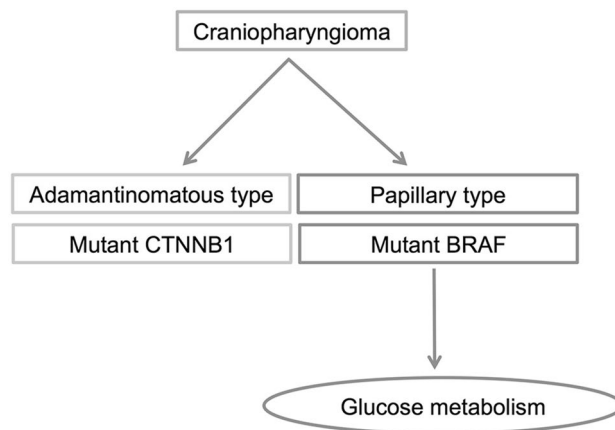 Craniopharyngioma
Adamantinomatous type
Papillary type
Mutant CTNNB1
Mutant BRAF
Glucose metabolism